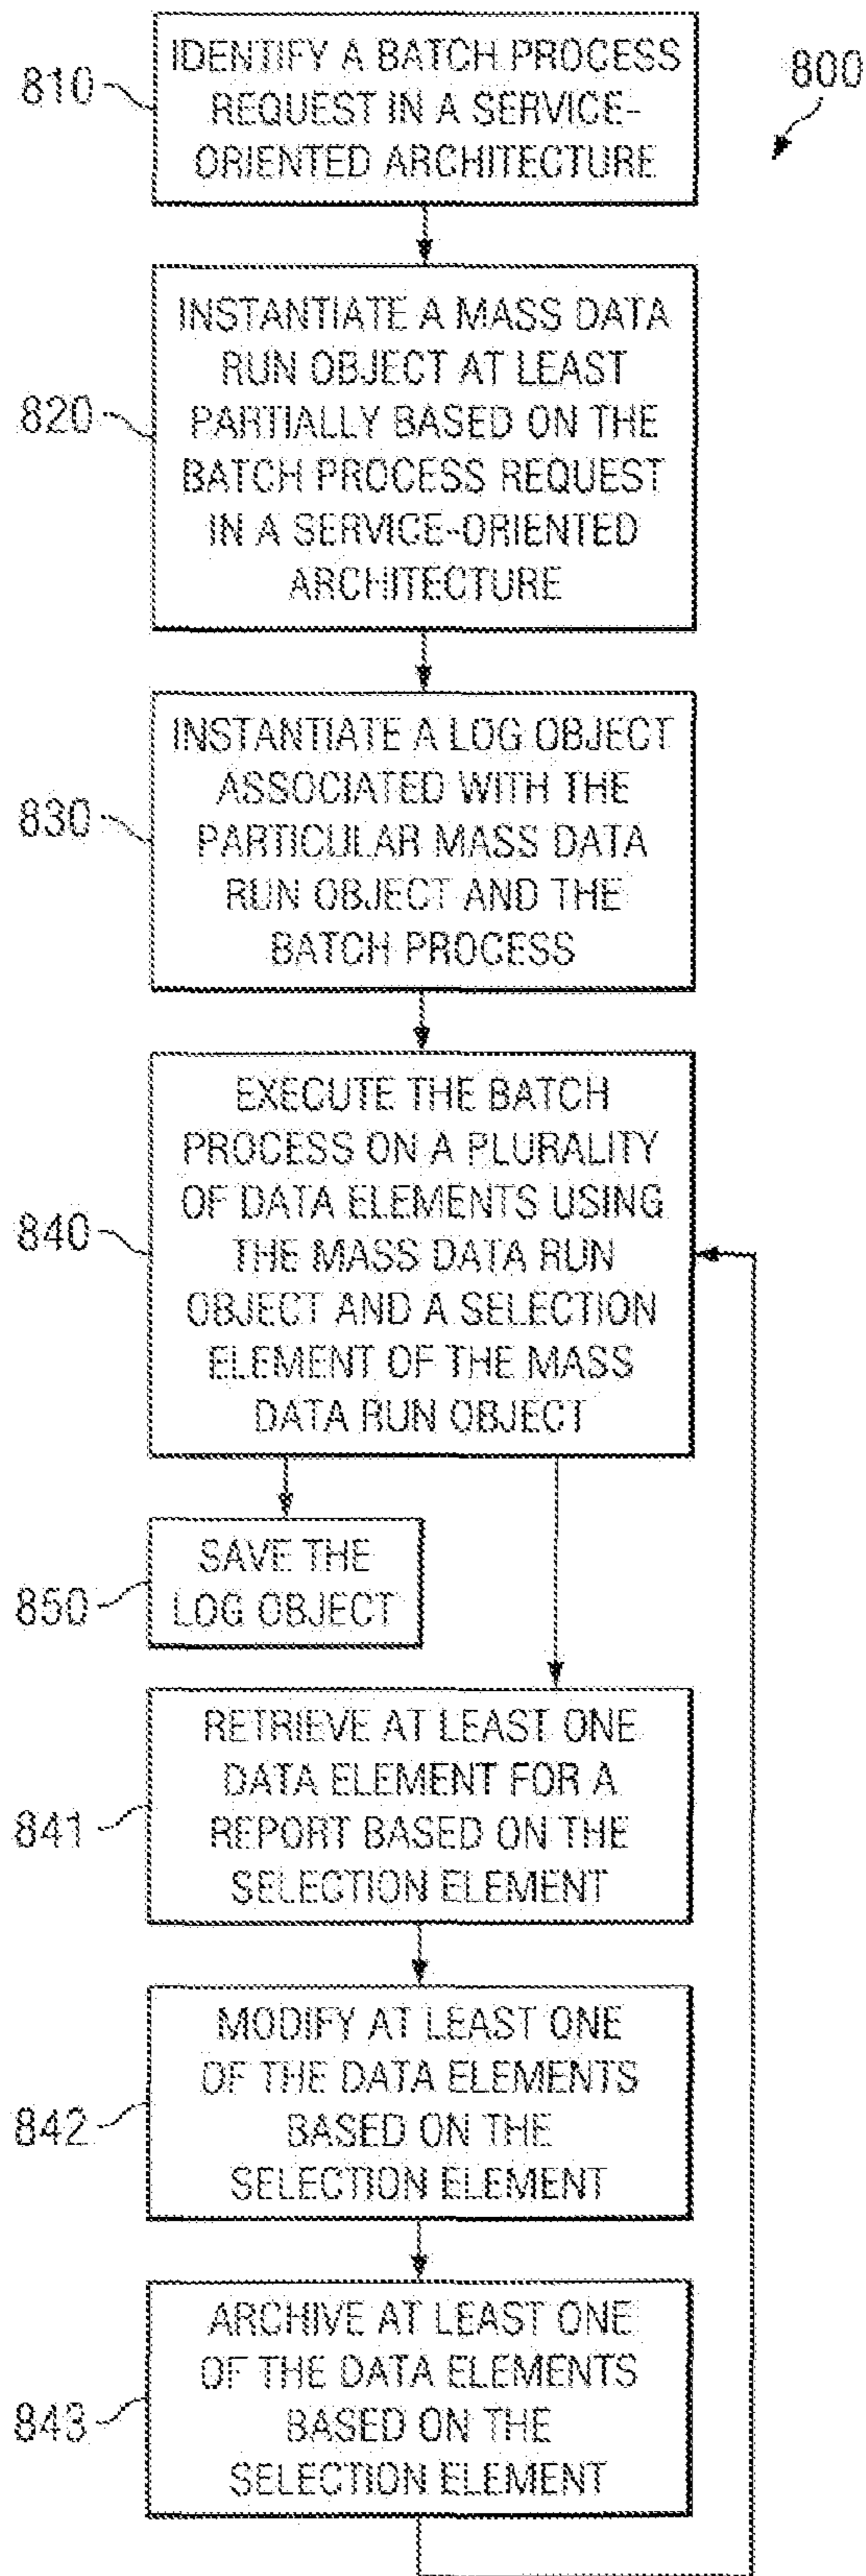 800
810
IDENTIFY A BATCH PROCESS
REQUEST IN A SERVICE-
ORIENTED ARCHITECTURE
820
INSTANTIATE A MASS DATA
RUN OBJECT AT LEAST
PARTIALLY BASED ON THE
BATCH PROCESS REQUEST
IN A SERVICE-ORIENTED
ARCHITECTURE
830
INSTANTIATE A LOG OBJECT
ASSOCIATED WITH THE
PARTICULAR MASS DATA
RUN OBJECT AND THE
BATCH PROCESS
840
EXECUTE THE BATCH
PROCESS ON A PLURALITY
OF DATA ELEMENTS USING
THE MASS DATA RUN
OBJECT AND A SELECTION
ELEMENT OF THE MASS
DATA RUN OBJECT
850
SAVE THE
LOG OBJECT
841
RETRIEVE AT LEAST ONE
DATA ELEMENT FOR A
REPORT BASED ON THE
SELECTION ELEMENT
842
MODIFY AT LEAST ONE
OF THE DATA ELEMENTS
BASED ON THE
SELECTION ELEMENT
843
ARCHIVE AT LEAST ONE
OF THE DATA ELEMENTS
BASED ON THE
SELECTION ELEMENT